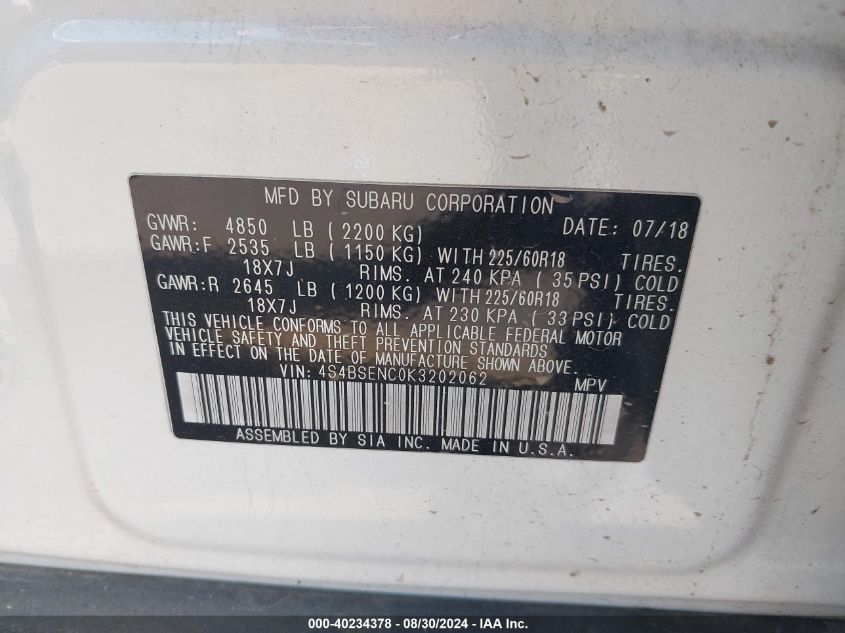 MFD BY SUBARU CORPORATION
GVWR: 4850 LB ( 2200 KG) DATE: 07/18
GAWR:F 2535 LB ( 1150 KG) WITH 225/60R18 TIRES.
18X7J RIMS. AT 240 KPA ( 35 PSI) COLD
GAWR:R 2645 LB ( 1200 KG) WITH 225/60R18 TIRES.
18X7J RIMS. AT 230 KPA ( 33 PSI) COLD
THIS VEHICLE CONFORMS TO ALL APPLICABLE FEDERAL MOTOR
VEHICLE SAFETY AND THEFT PREVENTION STANDARDS
IN EFFECT ON THE DATE OF MANUFACTURE SHOWN ABOVE.
VIN: 4S4BSENC0K3202062 MPV
ASSEMBLED BY SIA INC. MADE IN U.S.A.
000-40234378 - 08/30/2024 - IAA Inc.